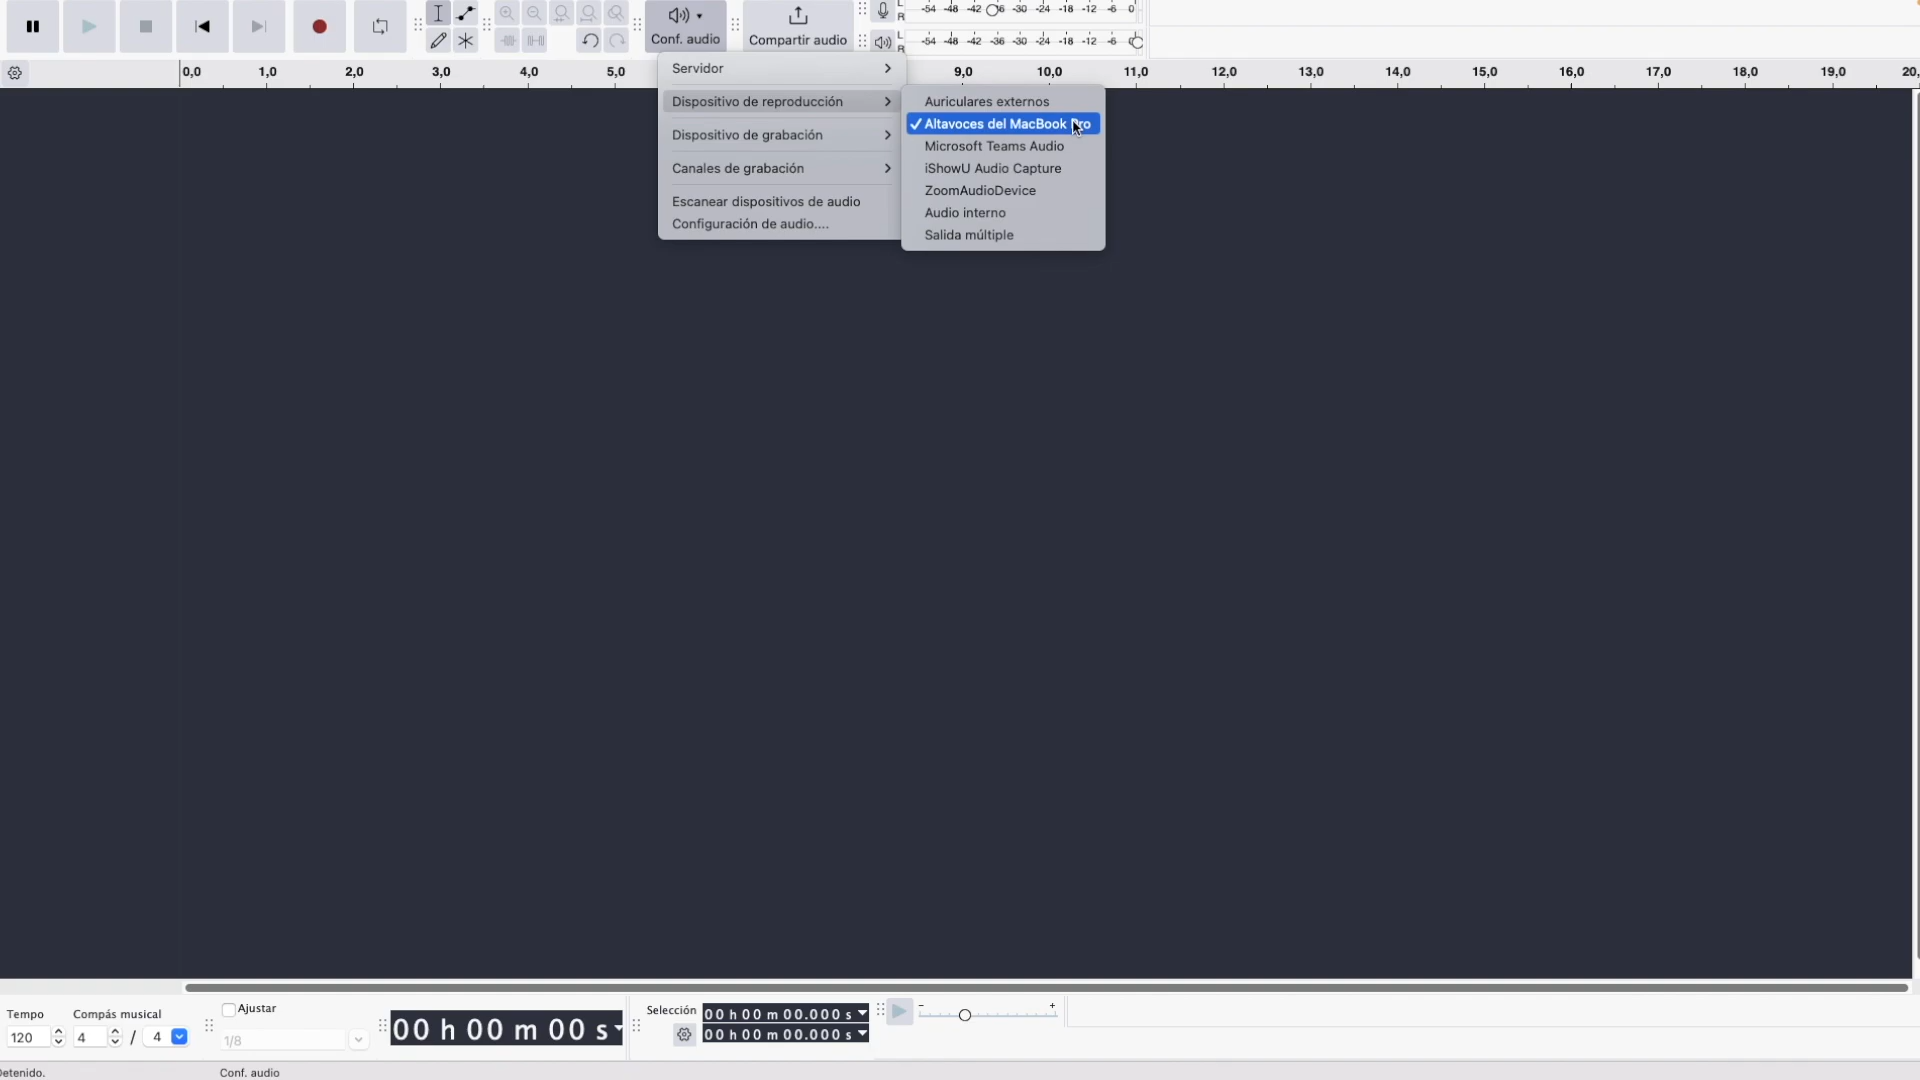 Conf. audio
Compartir audio
L
R
-54 -48 -42 -36 -30 -24 -18 -12 -6 0
L
R
-54 -48 -42 -36 -30 -24 -18 -12 -6
0,0 1,0 2,0 3,0 4,0 5,0 9,0 10,0 11,0 12,0 13,0 14,0 15,0 16,0 17,0 18,0 19,0 20,
Servidor
Dispositivo de reproducción
Dispositivo de grabación
Canales de grabación
Escanear dispositivos de audio
Configuración de audio....
Auriculares externos
Altavoces del MacBook Pro
Microsoft Teams Audio
iShowU Audio Capture
ZoomAudioDevice
Audio interno
Salida múltiple
Tempo
120
Compás musical
4 / 4
Ajustar
1/8
00 h 00 m 00 s
Selección
00 h 00 m 00.000 s
00 h 00 m 00.000 s
- +
Detenido.
Conf. audio